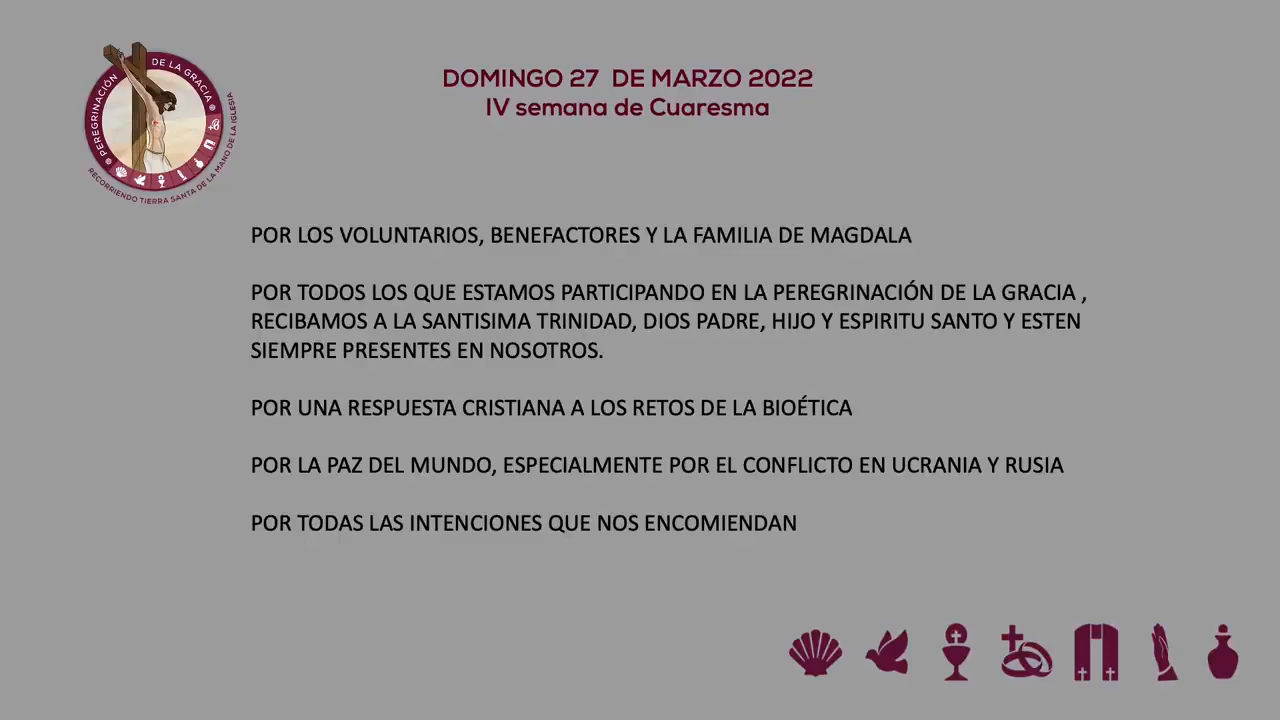 PEREGRINACIÓN DE LA GRACIA
RECORRIENDO TIERRA SANTA DE LA MANO DE LA IGLESIA
DOMINGO 27 DE MARZO 2022
IV semana de Cuaresma
POR LOS VOLUNTARIOS, BENEFACTORES Y LA FAMILIA DE MAGDALA
POR TODOS LOS QUE ESTAMOS PARTICIPANDO EN LA PEREGRINACIÓN DE LA GRACIA ,
RECIBAMOS A LA SANTISIMA TRINIDAD, DIOS PADRE, HIJO Y ESPIRITU SANTO Y ESTEN
SIEMPRE PRESENTES EN NOSOTROS.
POR UNA RESPUESTA CRISTIANA A LOS RETOS DE LA BIOÉTICA
POR LA PAZ DEL MUNDO, ESPECIALMENTE POR EL CONFLICTO EN UCRANIA Y RUSIA
POR TODAS LAS INTENCIONES QUE NOS ENCOMIENDAN